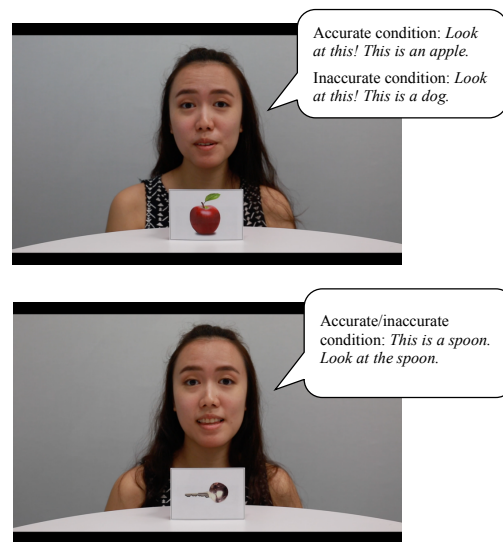 Accurate condition: Look
at this! This is an apple.
Inaccurate condition: Look
at this! This is a dog.
Accurate/inaccurate
condition: This is a spoon.
Look at the spoon.